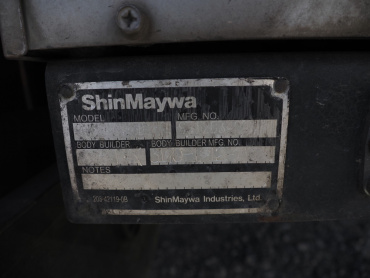 ShinMaywa
MODEL MFG. NO.
BODY BUILDER BODY BUILDER MFG. NO.
NOTES
ShinMaywa Industries, Ltd.